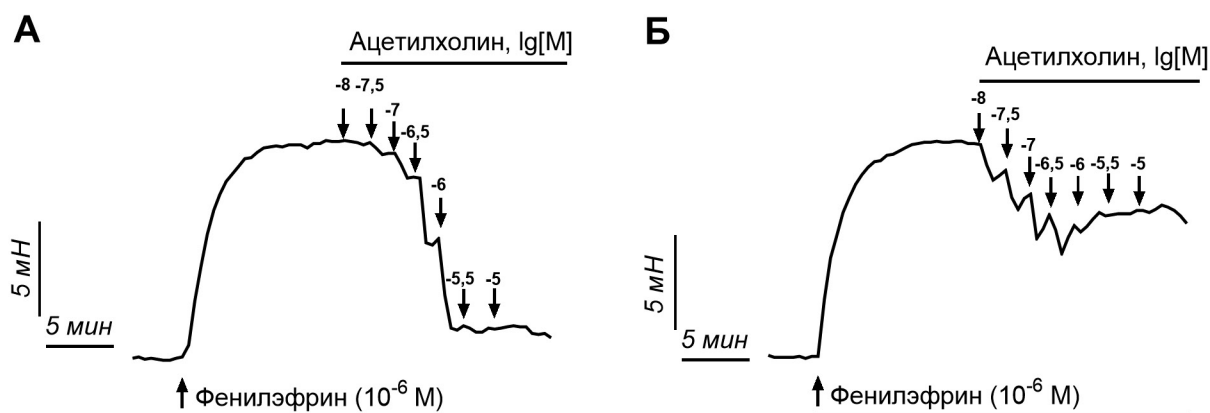 А
Ацетилхолин, lg[M]
-8 -7,5
-7
-6,5
-6
-5,5 -5
5 мН
5 мин
Фенилэфрин (10⁻⁶ М)
Б
Ацетилхолин, lg[M]
-8
-7,5
-7
-6,5 -6 -5,5 -5
5 мН
5 мин
Фенилэфрин (10⁻⁶ М)